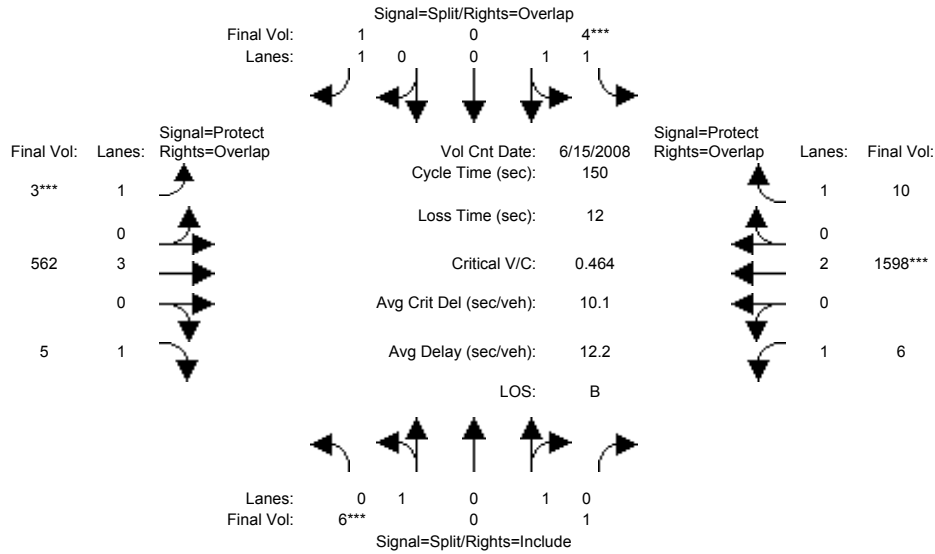 Signal=Split/Rights=Overlap
Final Vol: 1 0 4***
Lanes: 1 0 0 1 1
Signal=Protect Signal=Protect
Final Vol: Lanes: Rights=Overlap Vol Cnt Date: 6/15/2008 Rights=Overlap Lanes: Final Vol:
Cycle Time (sec): 150
3*** 1 1 10
Loss Time (sec): 12
0 0
562 3 Critical V/C: 0.464 2 1598***
0 Avg Crit Del (sec/veh): 10.1 0
5 1 Avg Delay (sec/veh): 12.2 1 6
LOS: B
Lanes: 0 1 0 1 0
Final Vol: 6*** 0 1
Signal=Split/Rights=Include